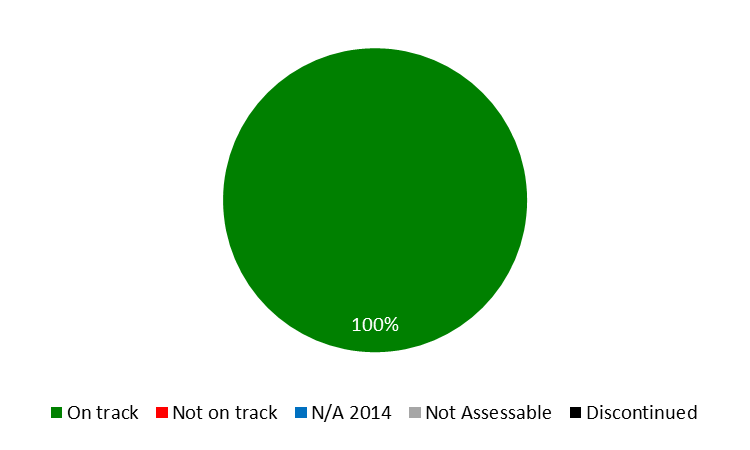 100%
On track Not on track N/A 2014 Not Assessable Discontinued